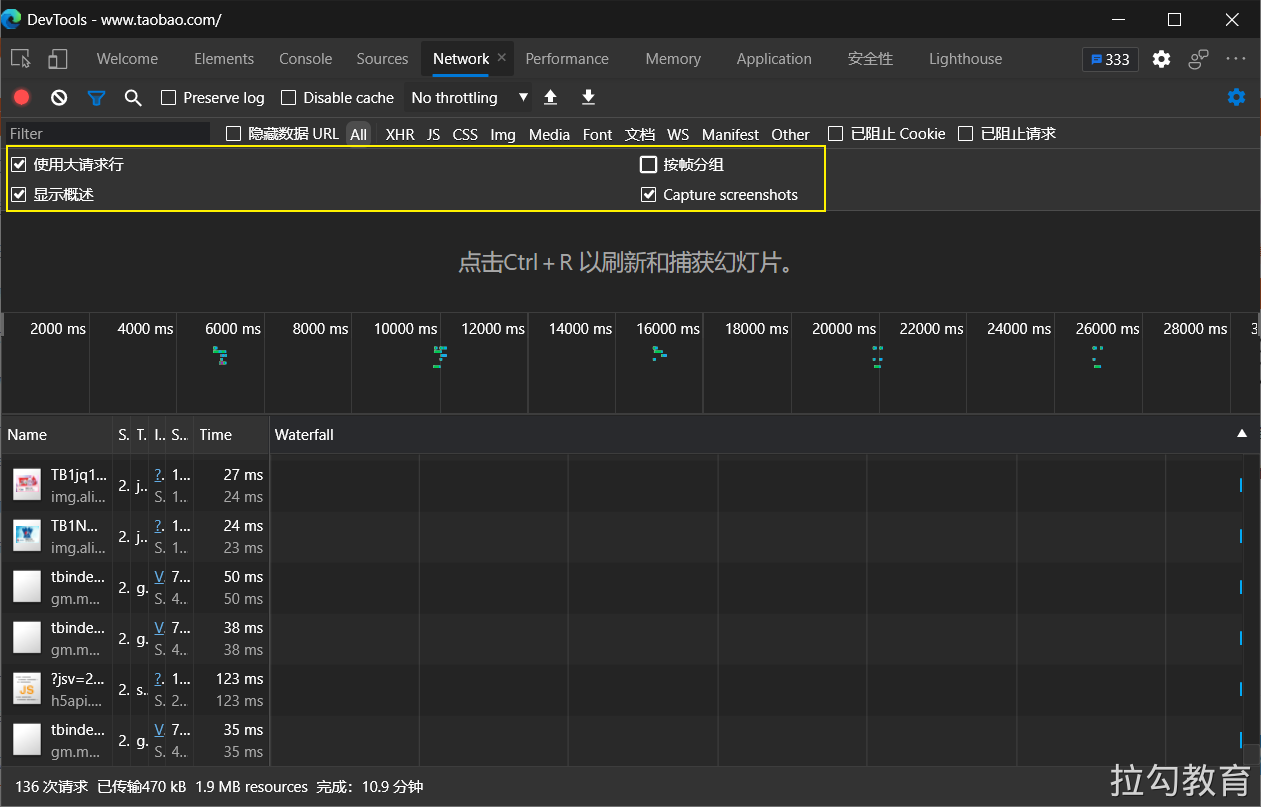 DevTools - www.taobao.com/
Welcome Elements Console Sources Network Performance Memory Application 安全性 Lighthouse 333
Preserve log Disable cache No throttling
Filter 隐藏数据 URL All XHR JS CSS Img Media Font 文档 WS Manifest Other 已阻止 Cookie 已阻止请求
使用大请求行 按帧分组
显示概述 Capture screenshots
点击Ctrl + R 以刷新和捕获幻灯片。
2000 ms 4000 ms 6000 ms 8000 ms 10000 ms 12000 ms 14000 ms 16000 ms 18000 ms 20000 ms 22000 ms 24000 ms 26000 ms 28000 ms 3
Name S. T. I.. S... Time Waterfall
TB1jq1... ?. 1... 27 ms
2. j..
img.ali... S. 1... 24 ms
TB1N... ?. 1... 24 ms
2. j..
img.ali... S. 1... 23 ms
tbinde... V. 7... 50 ms
2. g.
gm.m... S. 4... 50 ms
tbinde... V. 7... 38 ms
2. g.
gm.m... S. 4... 38 ms
?jsv=2... ?. 1... 123 ms
JS 2. s..
h5api.... S. 2... 123 ms
tbinde... V. 7... 35 ms
2. g.
gm.m... S. 4... 35 ms
136 次请求 已传输470 kB 1.9 MB resources 完成：10.9 分钟
拉勾教育